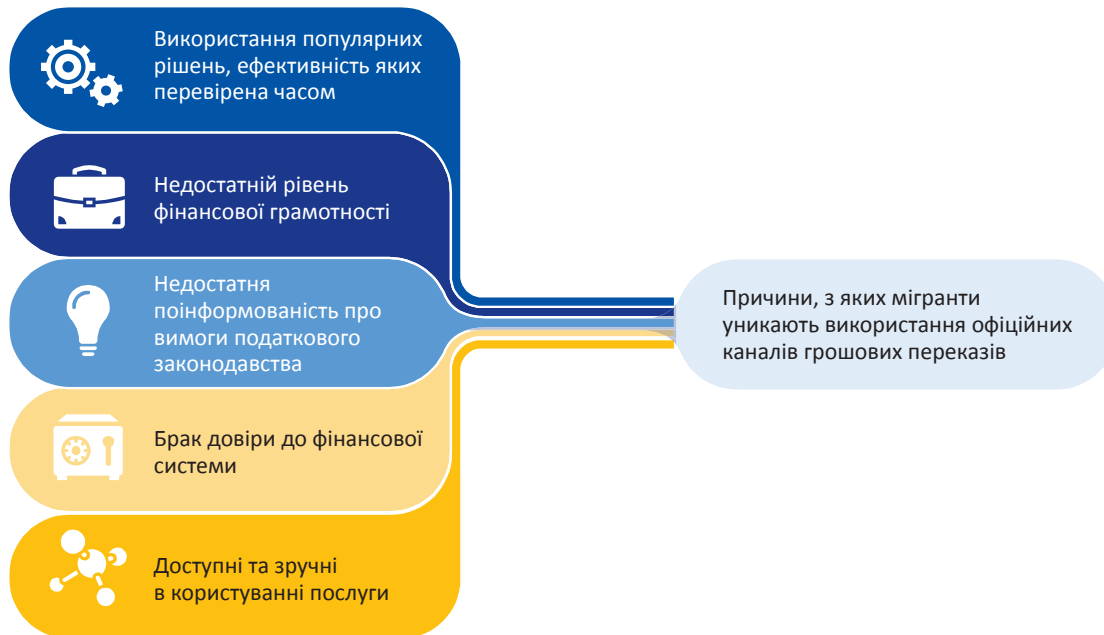 Використання популярних
рішень, ефективність яких
перевірена часом
Недостатній рівень
фінансової грамотності
Недостатня
поінформованість про
вимоги податкового
законодавства
Брак довіри до фінансової
системи
Доступні та зручні
в користуванні послуги
Причини, з яких мігранти
уникають використання офіційних
каналів грошових переказів